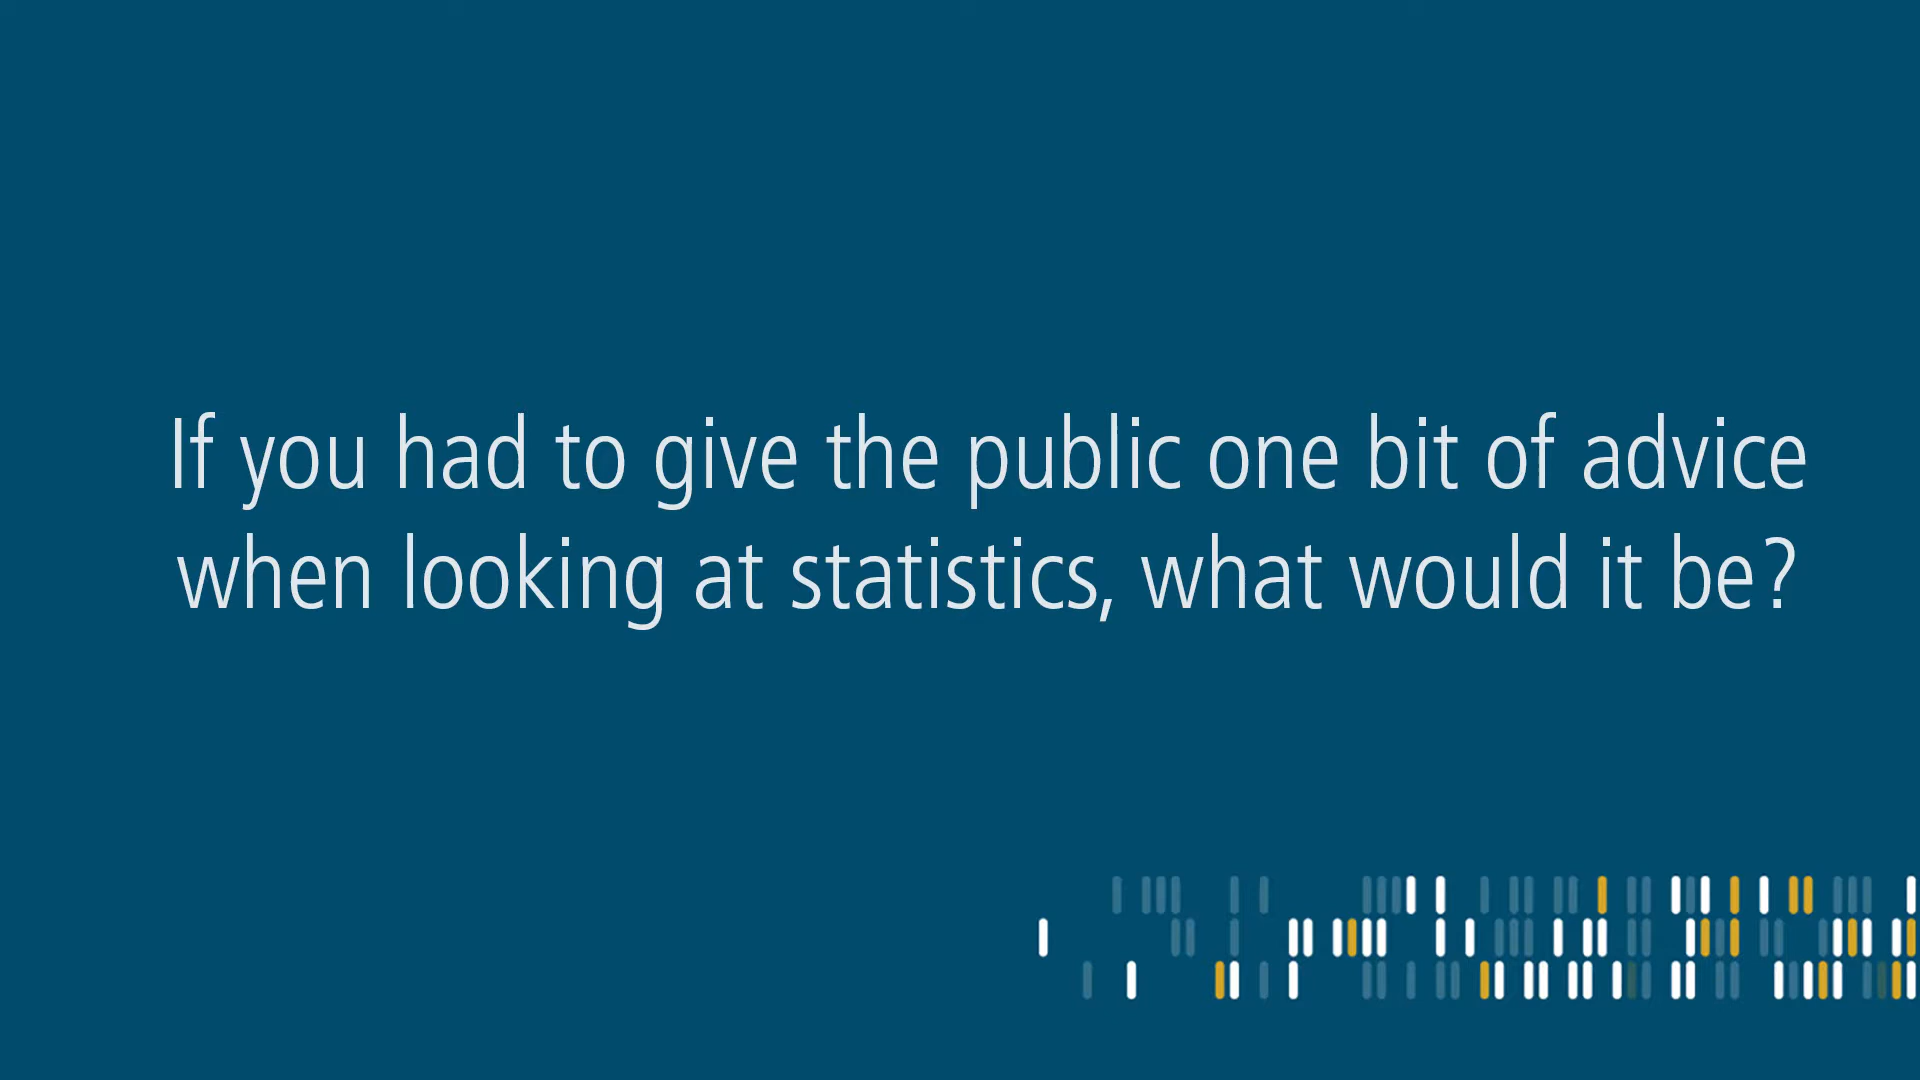 If you had to give the public one bit of advice
when looking at statistics, what would it be?